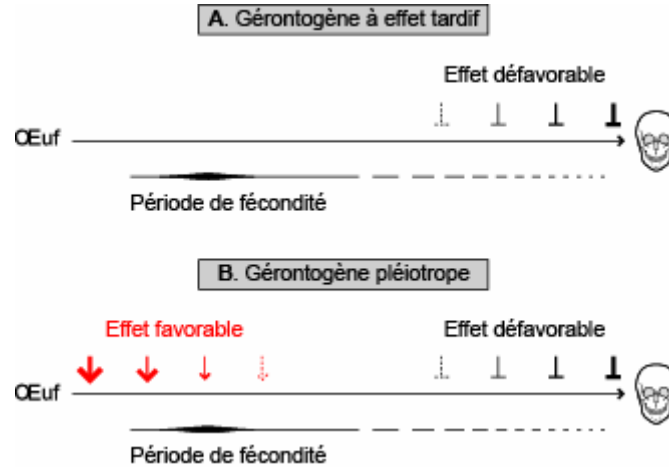 A. Gérontogène à effet tardif
Effet défavorable
Œuf
Période de fécondité
B. Gérontogène pléiotrope
Effet favorable Effet défavorable
Œuf
Période de fécondité